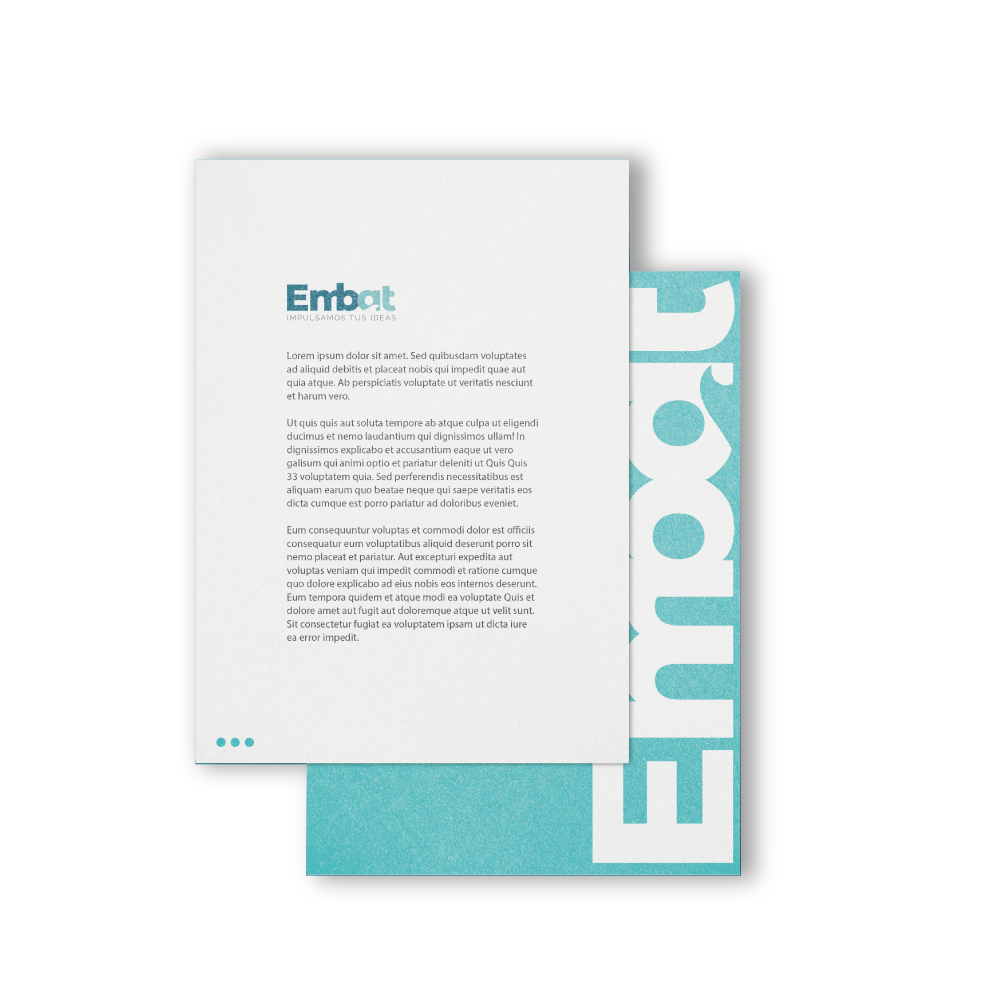 Embat
IMPULSAMOS TUS IDEAS
Lorem ipsum dolor sit amet. Sed quibusdam voluptates
ad aliquid debitis et placeat nobis qui impedit quae aut
quia atque. Ab perspiciatis voluptate ut veritatis nesciunt
et harum vero.
Ut quis quis aut soluta tempore ab atque culpa ut eligendi
ducimus et nemo laudantium qui dignissimos ullam! In
dignissimos explicabo et accusantium eaque ut vero
galisum qui animi optio et pariatur deleniti ut Quis Quis
33 voluptatem quia. Sed perferendis necessitatibus est
aliquam earum quo beatae neque qui saepe veritatis eos
dicta cumque est porro pariatur ad doloribus eveniet.
Eum consequuntur voluptas et commodi dolor est officiis
consequatur eum voluptatibus aliquid deserunt porro sit
nemo placeat et pariatur. Aut excepturi expedita aut
voluptas veniam qui impedit commodi et ratione cumque
quo dolore explicabo ad eius nobis eos internos deserunt.
Eum tempora quidem et atque modi ea voluptate Quis et
dolore amet aut fugit aut doloremque atque ut velit sunt.
Sit consectetur fugiat ea voluptatem ipsam ut dicta iure
ea error impedit.
Embat